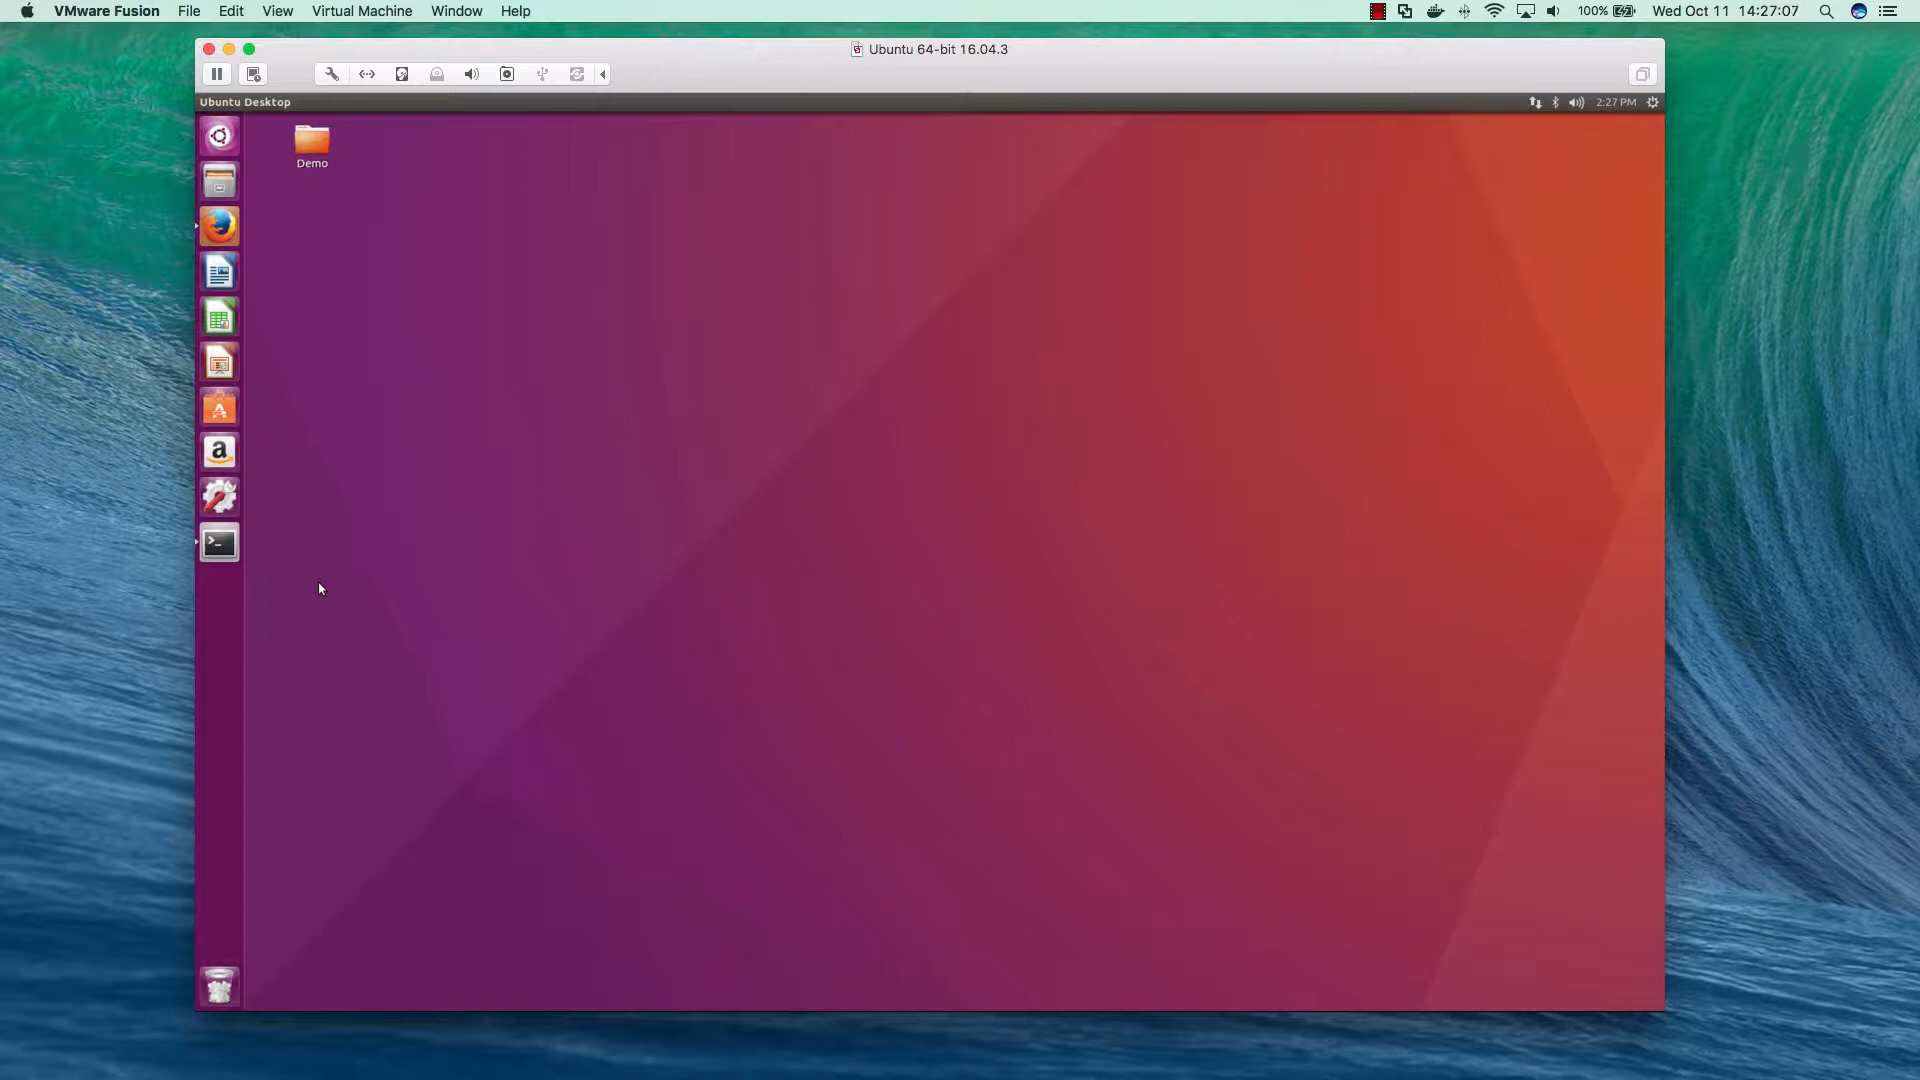 VMware Fusion File Edit View Virtual Machine Window Help 100% Wed Oct 11 14:27:07
Ubuntu 64-bit 16.04.3
Ubuntu Desktop 2:27 PM
Demo